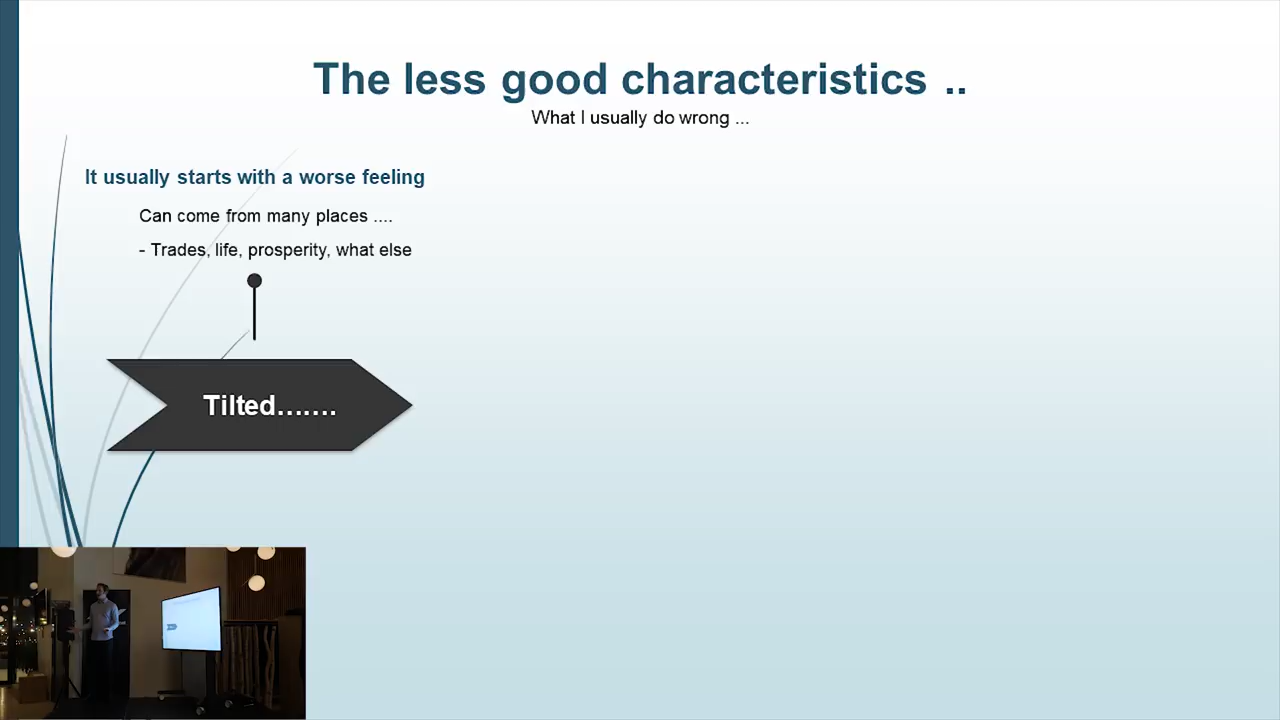 The less good characteristics ..
What I usually do wrong ...
It usually starts with a worse feeling
Can come from many places ....
- Trades, life, prosperity, what else
Tilted.......